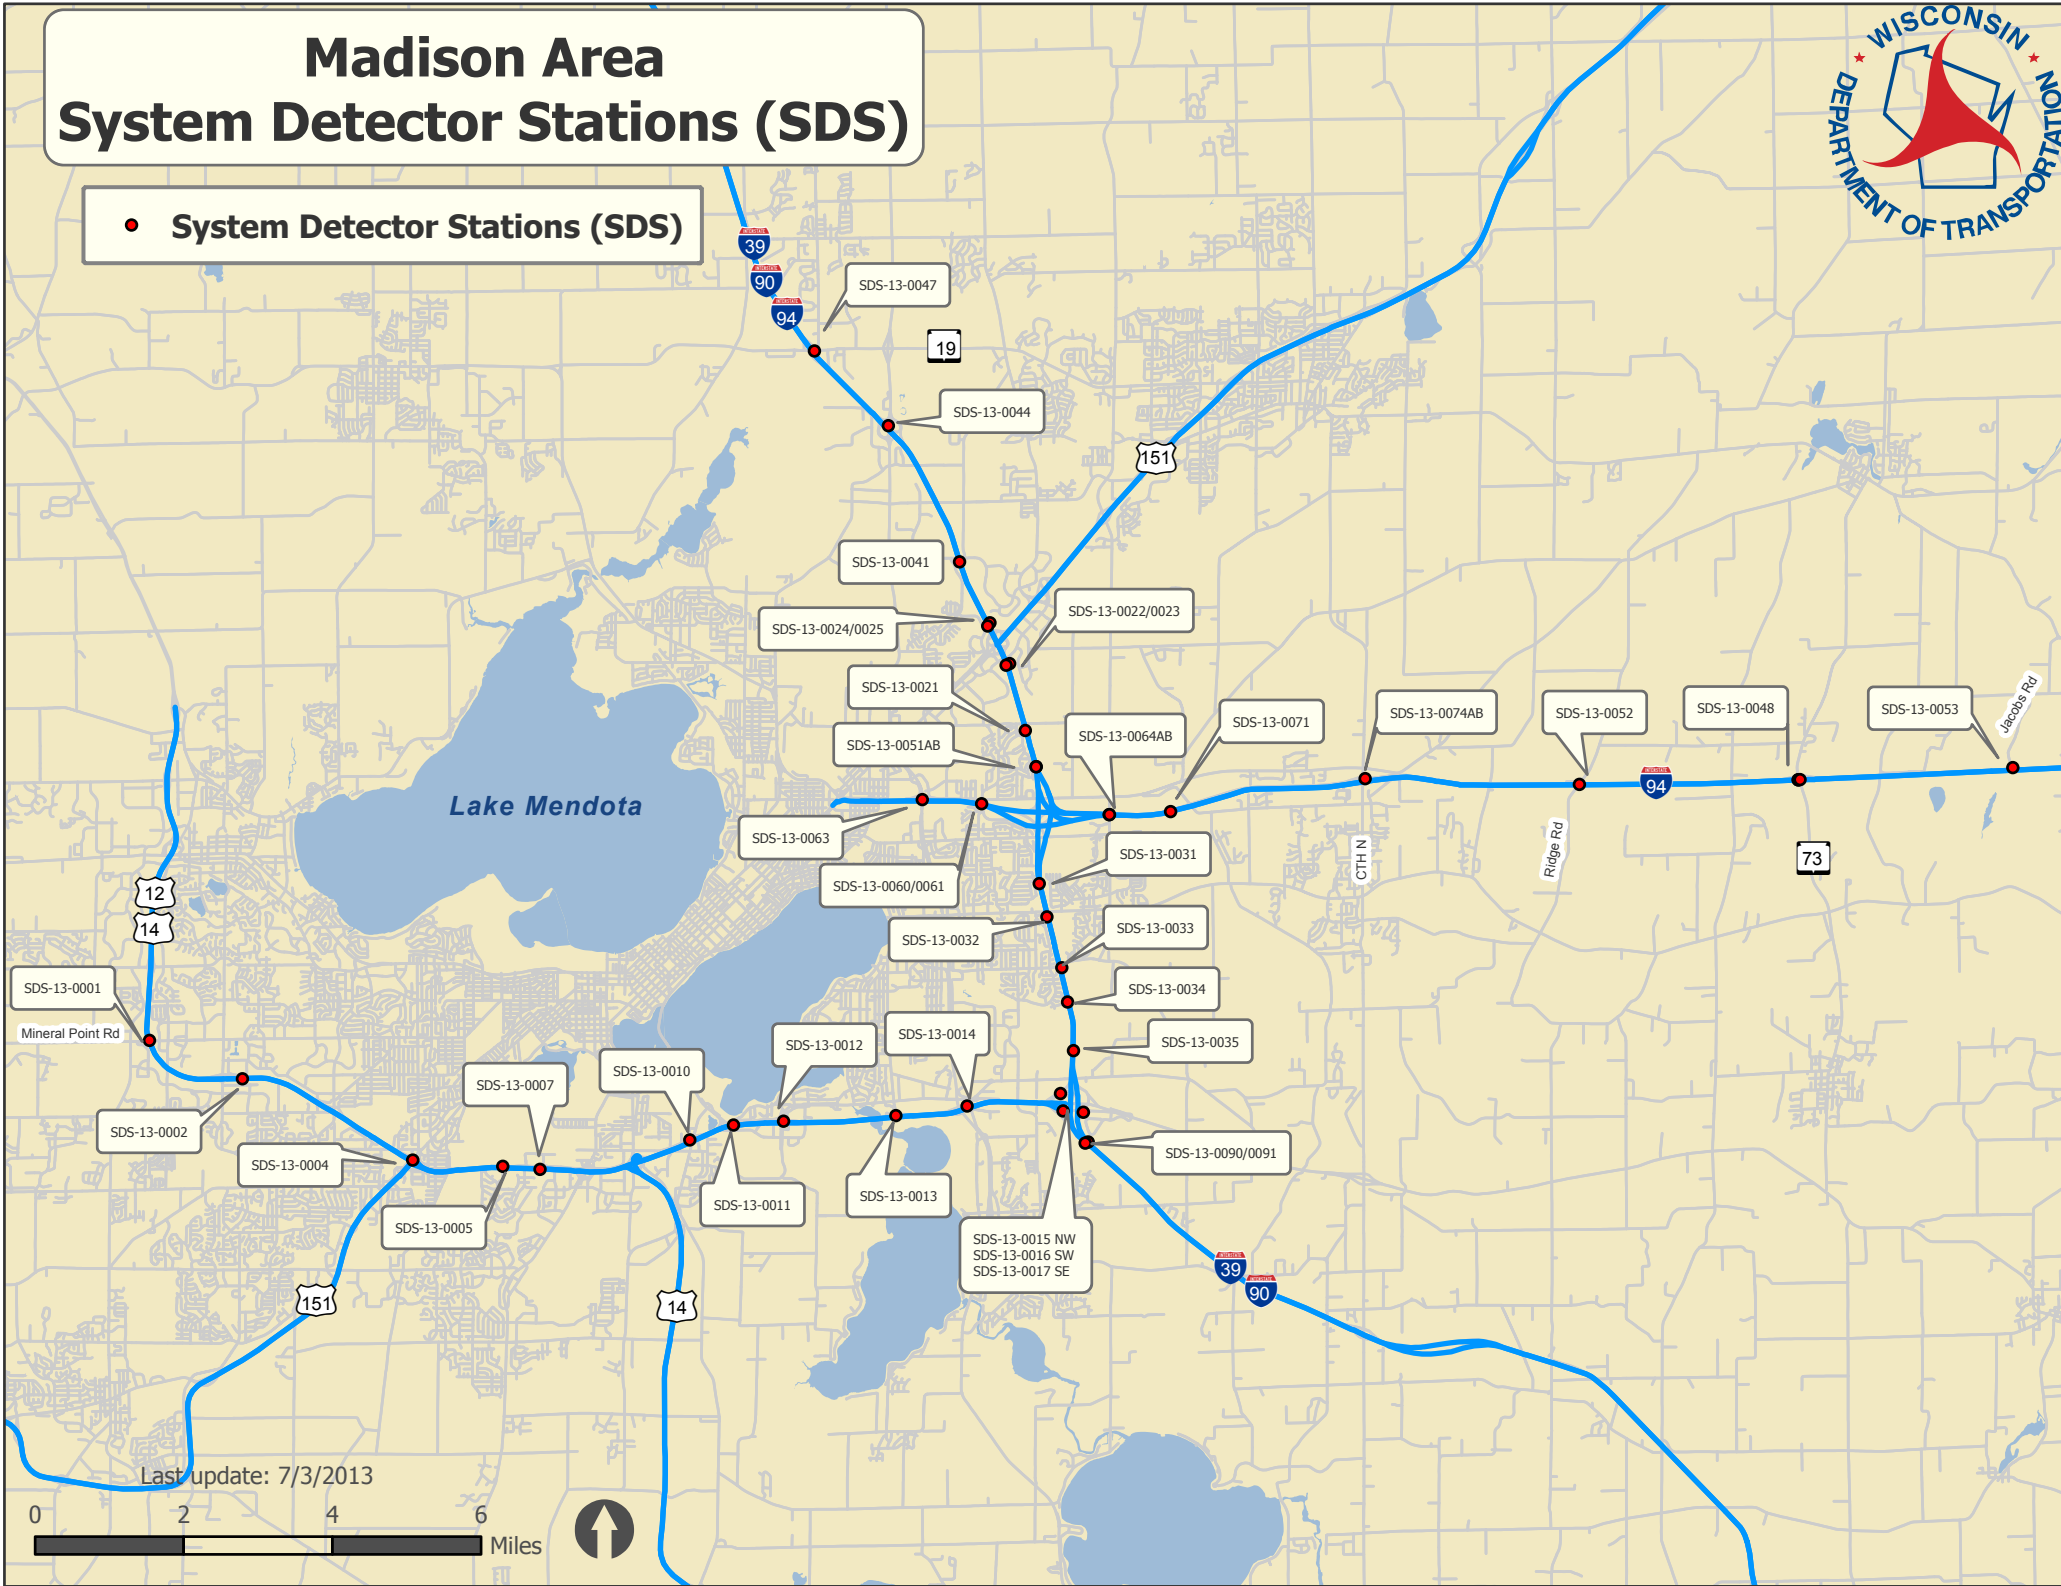 Madison Area
System Detector Stations (SDS)
WISCONSIN
DEPARTMENT OF TRANSPORTATION
System Detector Stations (SDS)
INTERSTATE
39
INTERSTATE
90
INTERSTATE
94
SDS-13-0047
19
SDS-13-0044
151
SDS-13-0041
SDS-13-0022/0023
SDS-13-0024/0025
SDS-13-0021
SDS-13-0051AB
SDS-13-0064AB
SDS-13-0071
SDS-13-0074AB
SDS-13-0052
SDS-13-0048
SDS-13-0053
Jacobs Rd
INTERSTATE
94
Lake Mendota
SDS-13-0063
SDS-13-0060/0061
SDS-13-0031
CTH N
Ridge Rd
73
12
14
SDS-13-0032
SDS-13-0033
SDS-13-0034
SDS-13-0001
Mineral Point Rd
SDS-13-0012
SDS-13-0014
SDS-13-0035
SDS-13-0007
SDS-13-0010
SDS-13-0002
SDS-13-0004
SDS-13-0090/0091
SDS-13-0005
SDS-13-0011
SDS-13-0013
SDS-13-0015 NW
SDS-13-0016 SW
SDS-13-0017 SE
INTERSTATE
39
INTERSTATE
90
151
14
Last update: 7/3/2013
0 2 4 6
Miles